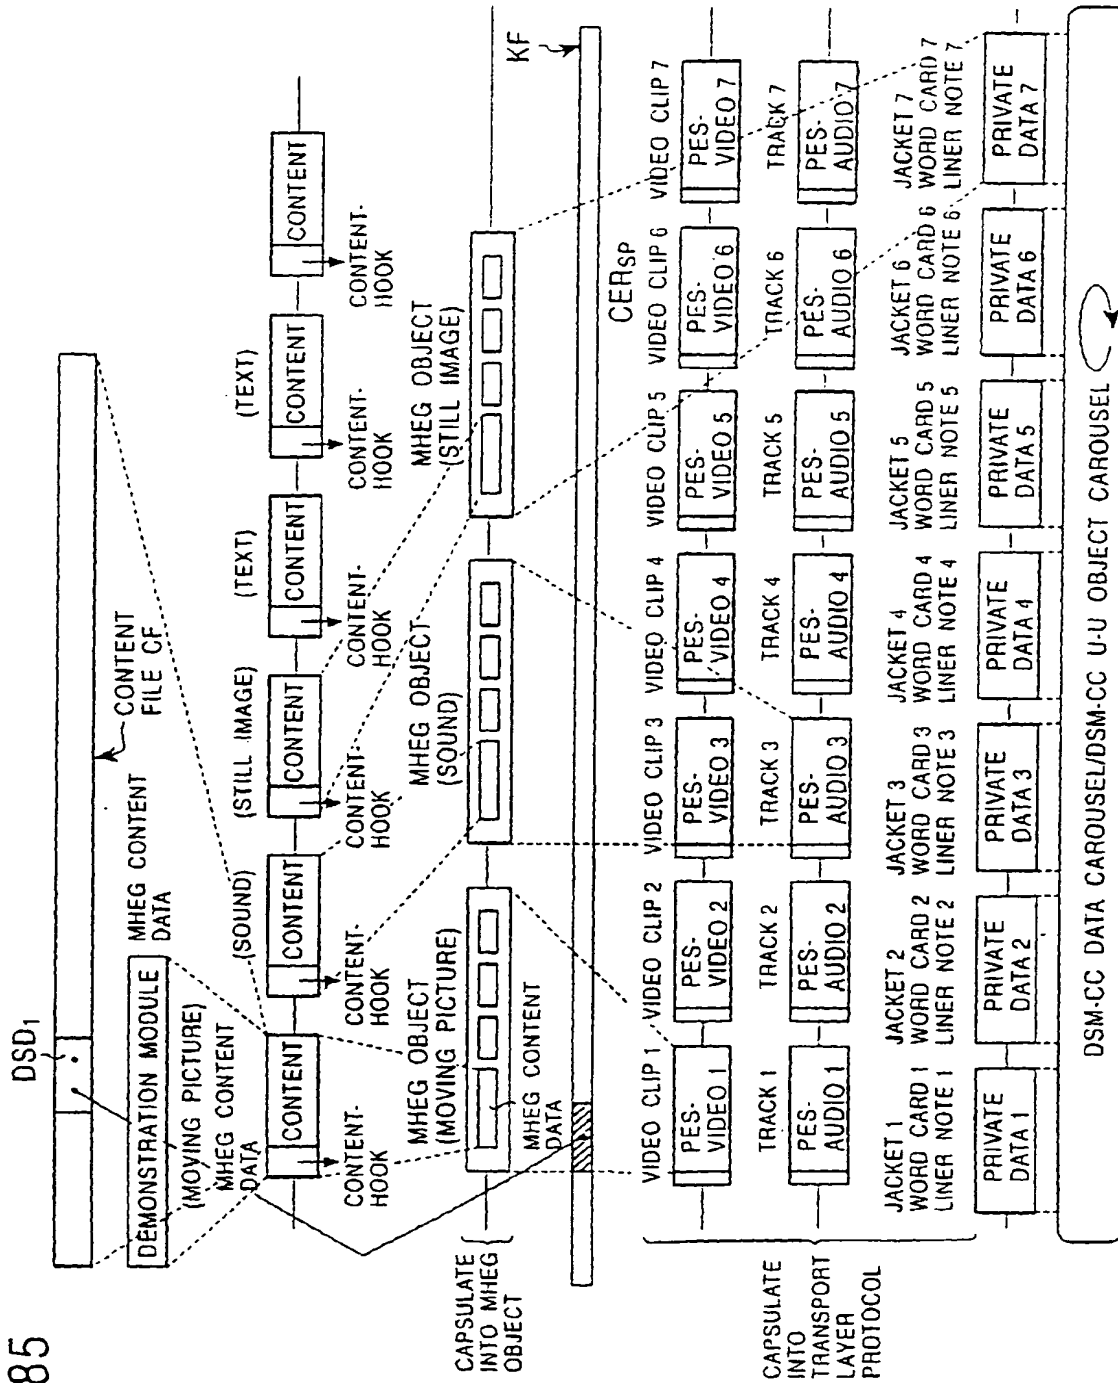 85
DSD1
CONTENT
FILE CF
DEMONSTRATION MODULE
MHEG CONTENT
DATA
(MOVING PICTURE)
MHEG CONTENT
DATA
(SOUND)
(STILL IMAGE)
(TEXT)
(TEXT)
CONTENT
CONTENT
CONTENT
CONTENT
CONTENT
CONTENT
CONTENT-
HOOK
CONTENT-
HOOK
CONTENT-
HOOK
CONTENT-
HOOK
CONTENT-
HOOK
CONTENT-
HOOK
MHEG OBJECT
(MOVING PICTURE)
MHEG OBJECT
(SOUND)
MHEG OBJECT
(STILL IMAGE)
CAPSULATE
INTO MHEG
OBJECT
MHEG CONTENT
DATA
KF
CERSP
VIDEO CLIP 1
VIDEO CLIP 2
VIDEO CLIP 3
VIDEO CLIP 4
VIDEO CLIP 5
VIDEO CLIP 6
VIDEO CLIP 7
PES-
VIDEO 1
PES-
VIDEO 2
PES-
VIDEO 3
PES-
VIDEO 4
PES-
VIDEO 5
PES-
VIDEO 6
PES-
VIDEO 7
CAPSULATE
INTO
TRANSPORT
LAYER
PROTOCOL
TRACK 1
TRACK 2
TRACK 3
TRACK 4
TRACK 5
TRACK 6
TRACK 7
PES-
AUDIO 1
PES-
AUDIO 2
PES-
AUDIO 3
PES-
AUDIO 4
PES-
AUDIO 5
PES-
AUDIO 6
PES-
AUDIO 7
JACKET 1
WORD CARD 1
LINER NOTE 1
JACKET 2
WORD CARD 2
LINER NOTE 2
JACKET 3
WORD CARD 3
LINER NOTE 3
JACKET 4
WORD CARD 4
LINER NOTE 4
JACKET 5
WORD CARD 5
LINER NOTE 5
JACKET 6
WORD CARD 6
LINER NOTE 6
JACKET 7
WORD CARD 7
LINER NOTE 7
PRIVATE
DATA 1
PRIVATE
DATA 2
PRIVATE
DATA 3
PRIVATE
DATA 4
PRIVATE
DATA 5
PRIVATE
DATA 6
PRIVATE
DATA 7
DSM-CC DATA CAROUSEL/DSM-CC U-U OBJECT CAROUSEL